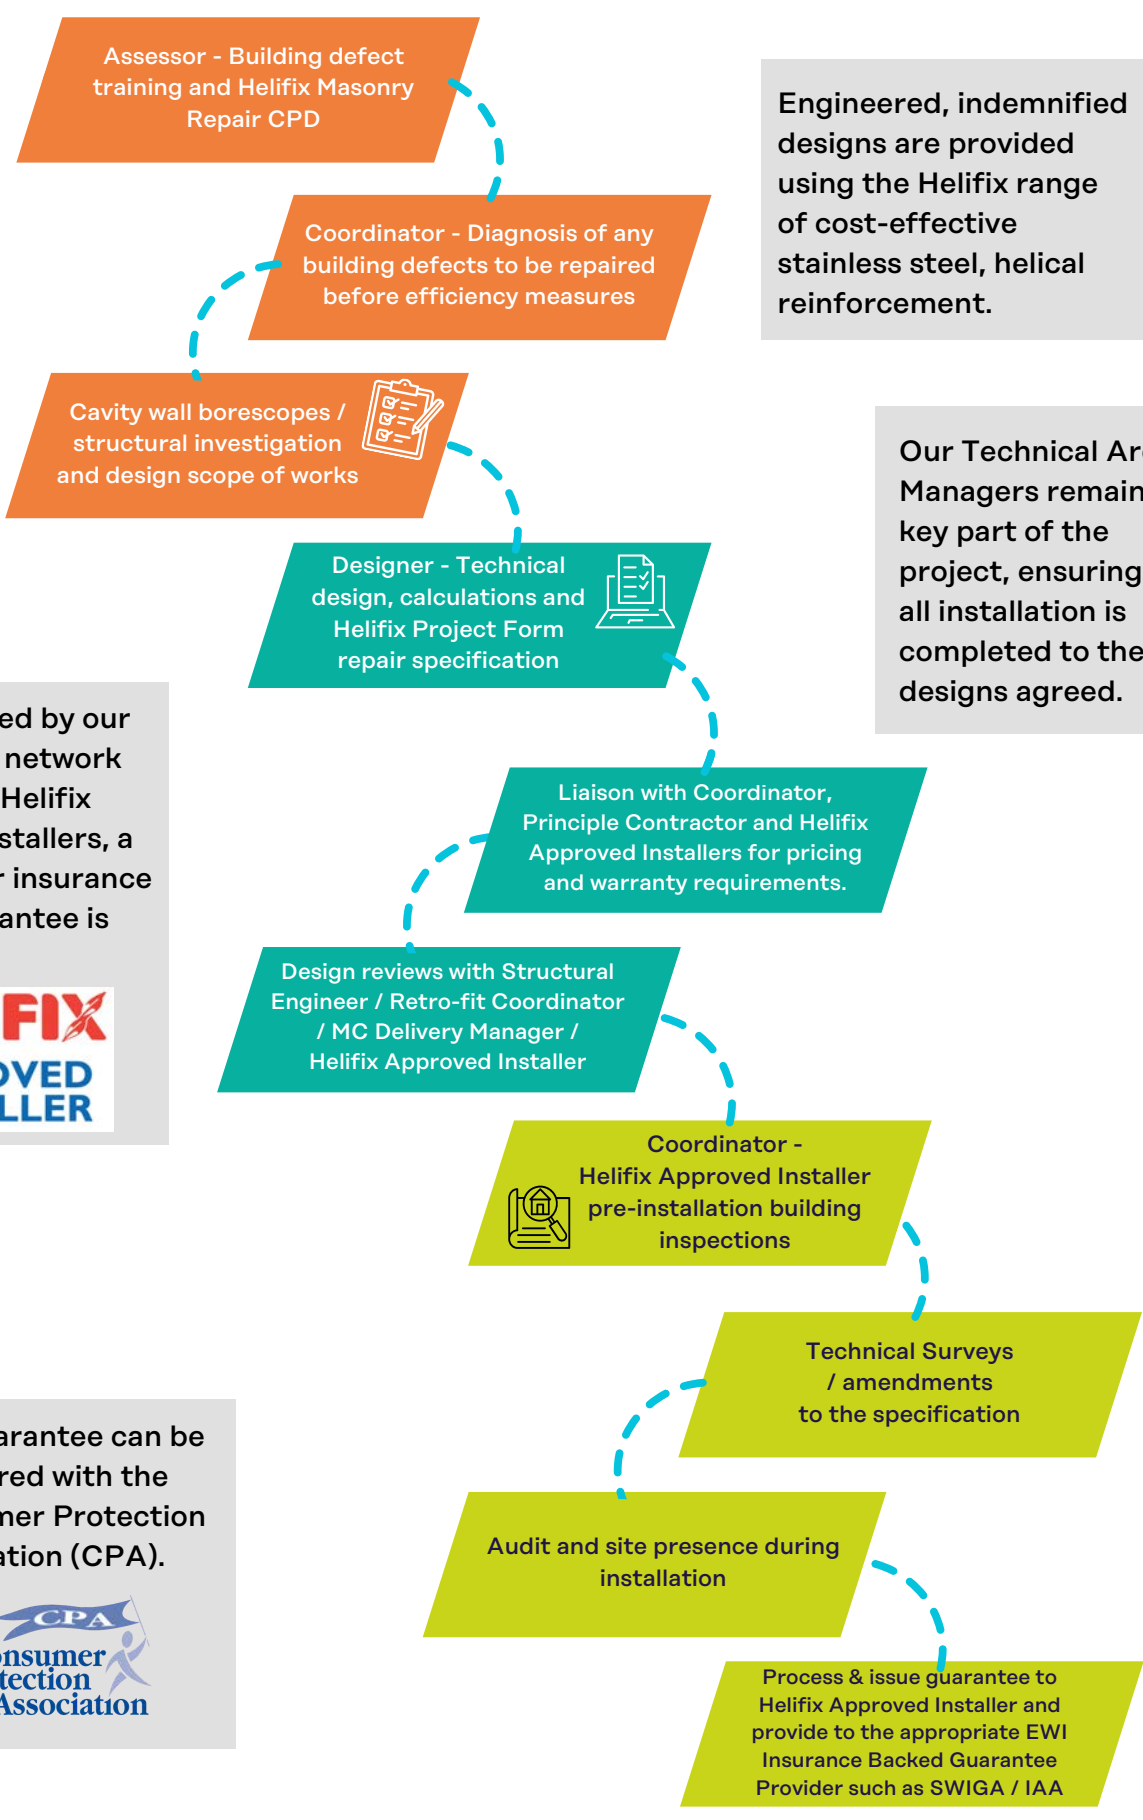 Assessor - Building defect
training and Helifix Masonry
Repair CPD
Engineered, indemnified
designs are provided
using the Helifix range
of cost-effective
stainless steel, helical
reinforcement.
Coordinator - Diagnosis of any
building defects to be repaired
before efficiency measures
Cavity wall borescopes /
structural investigation
and design scope of works
Our Technical Ar
Managers remain
key part of the
project, ensuring
all installation is
completed to the
designs agreed.
Designer - Technical
design, calculations and
Helifix Project Form
repair specification
ed by our
network
Helifix
stallers, a
r insurance
antee is
FIX
OVED
LLER
Liaison with Coordinator,
Principle Contractor and Helifix
Approved Installers for pricing
and warranty requirements.
Design reviews with Structural
Engineer / Retro-fit Coordinator
/ MC Delivery Manager /
Helifix Approved Installer
Coordinator -
Helifix Approved Installer
pre-installation building
inspections
Technical Surveys
/ amendments
to the specification
arantee can be
red with the
mer Protection
ation (CPA).
CPA
onsumer
tection
Association
Audit and site presence during
installation
Process & issue guarantee to
Helifix Approved Installer and
provide to the appropriate EWI
Insurance Backed Guarantee
Provider such as SWIGA / IAA